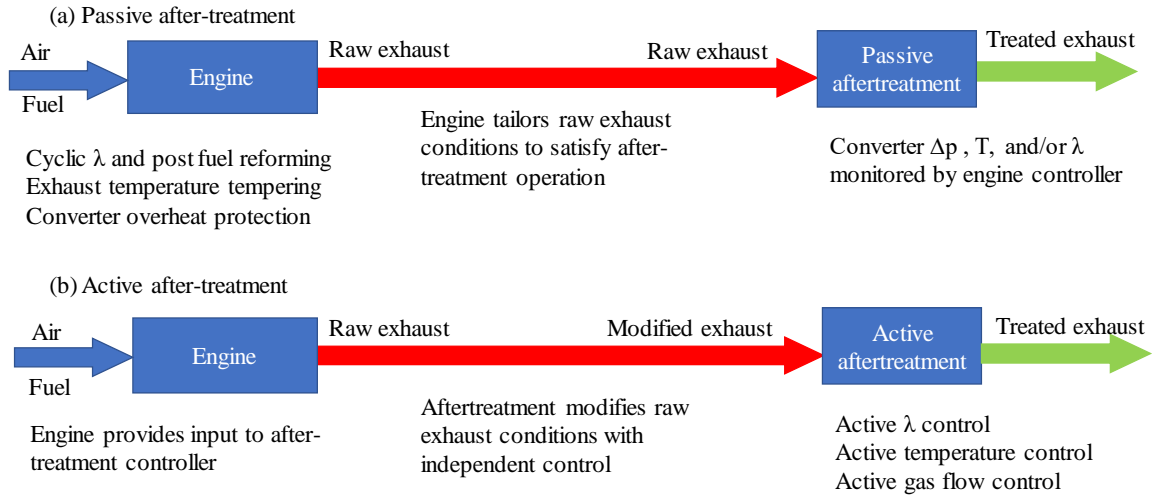 (a) Passive after-treatment
Air
Fuel
Engine
Raw exhaust
Raw exhaust
Passive
aftertreatment
Treated exhaust
Cyclic λ and post fuel reforming
Exhaust temperature tempering
Converter overheat protection
Engine tailors raw exhaust
conditions to satisfy after-
treatment operation
Converter Δp , T, and/or λ
monitored by engine controller
(b) Active after-treatment
Air
Fuel
Engine
Raw exhaust
Modified exhaust
Active
aftertreatment
Treated exhaust
Engine provides input to after-
treatment controller
Aftertreatment modifies raw
exhaust conditions with
independent control
Active λ control
Active temperature control
Active gas flow control